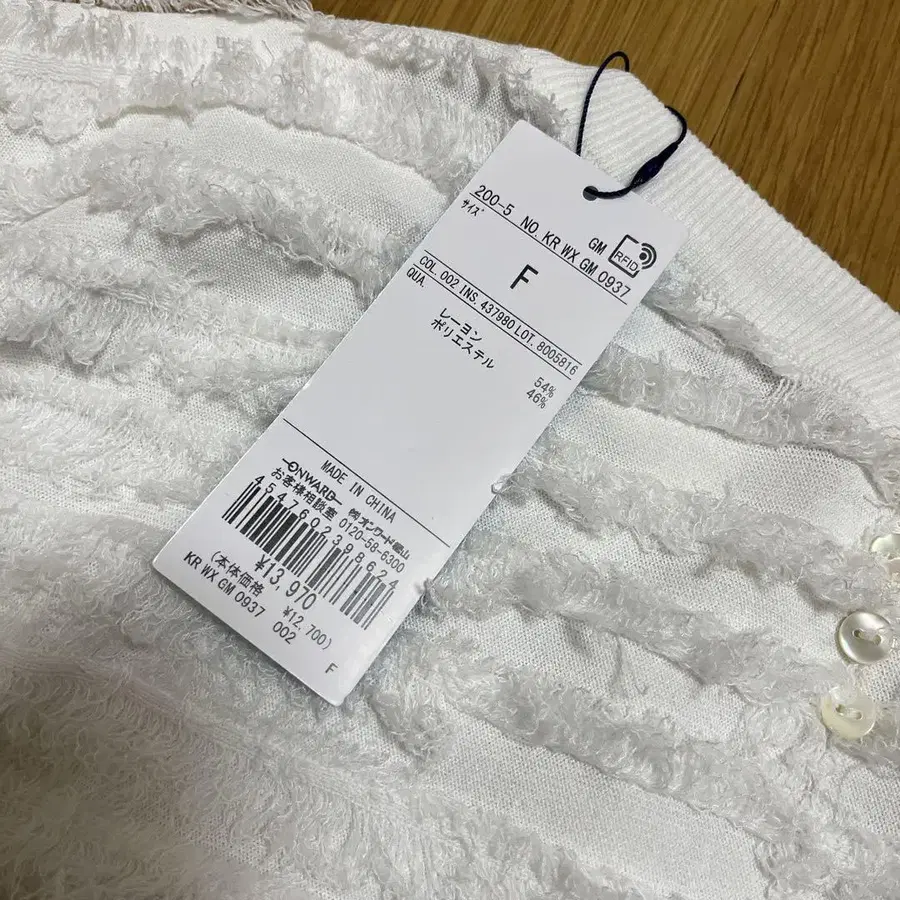 GM RFID
200-5 NO. KR WX GM 0937
サイズ
F
COL. 002 INS. 437980 LOT. 8005816
QUA.
レーヨン 54%
ポリエステル 46%
MADE IN CHINA
ONWARD ㈱オンワード樫山
お客様相談室 0120-58-6300
4547602398624
¥13,970
(本体価格 ¥12,700)
KR WX GM 0937 002 F